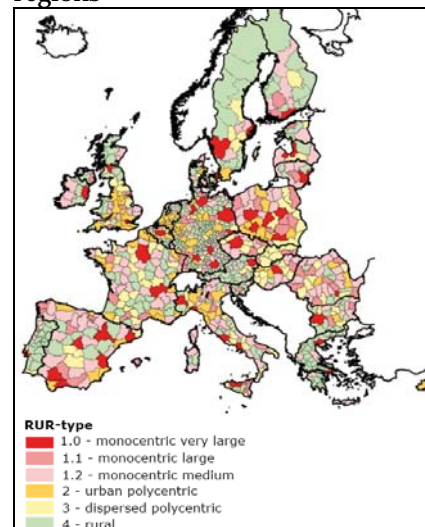 regions
RUR-type
1.0 - monocentric very large
1.1 - monocentric large
1.2 - monocentric medium
2 - urban polycentric
3 - dispersed polycentric
4 - rural